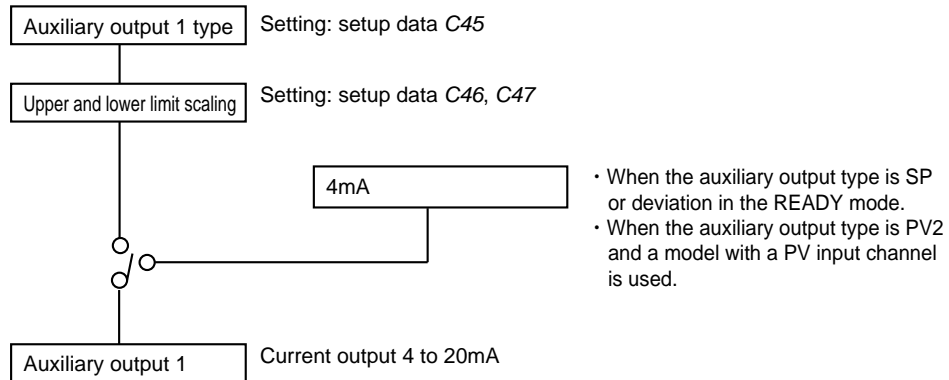 Auxiliary output 1 type
Setting: setup data C45
Upper and lower limit scaling
Setting: setup data C46, C47
4mA
・When the auxiliary output type is SP
or deviation in the READY mode.
・When the auxiliary output type is PV2
and a model with a PV input channel
is used.
Auxiliary output 1
Current output 4 to 20mA